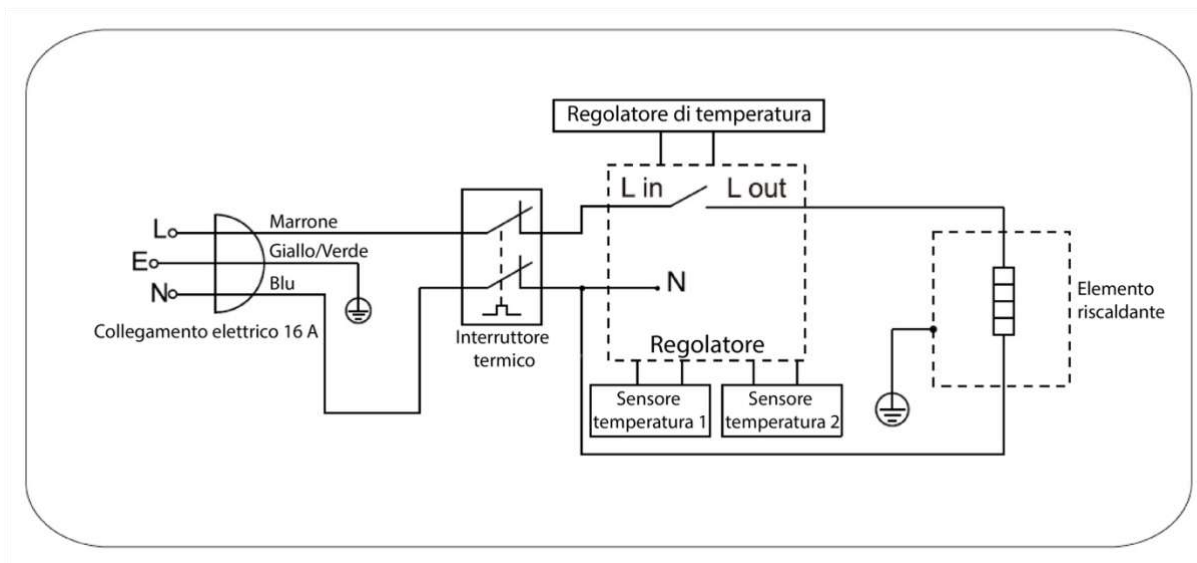 Regolatore di temperatura
L in
L out
L
Marrone
E
Giallo/Verde
N
Blu
N
Collegamento elettrico 16 A
Interruttore
termico
Regolatore
Elemento
riscaldante
Sensore
temperatura 1
Sensore
temperatura 2